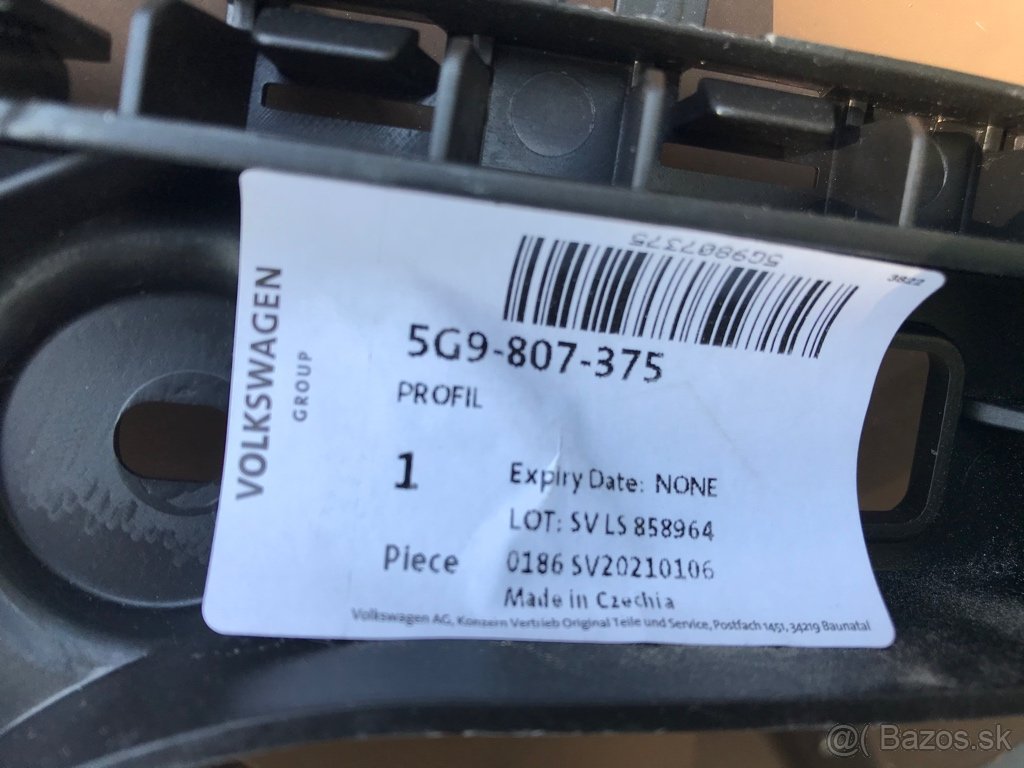 5G9807375
3822
VOLKSWAGEN
GROUP
5G9-807-375
PROFIL
1
Piece
Expiry Date: NONE
LOT: SV LS 858964
0186 SV20210106
Made in Czechia
Volkswagen AG, Konzern Vertrieb Original Teile und Service, Postfach 1451, 34219 Baunatal
@( Bazos.sk